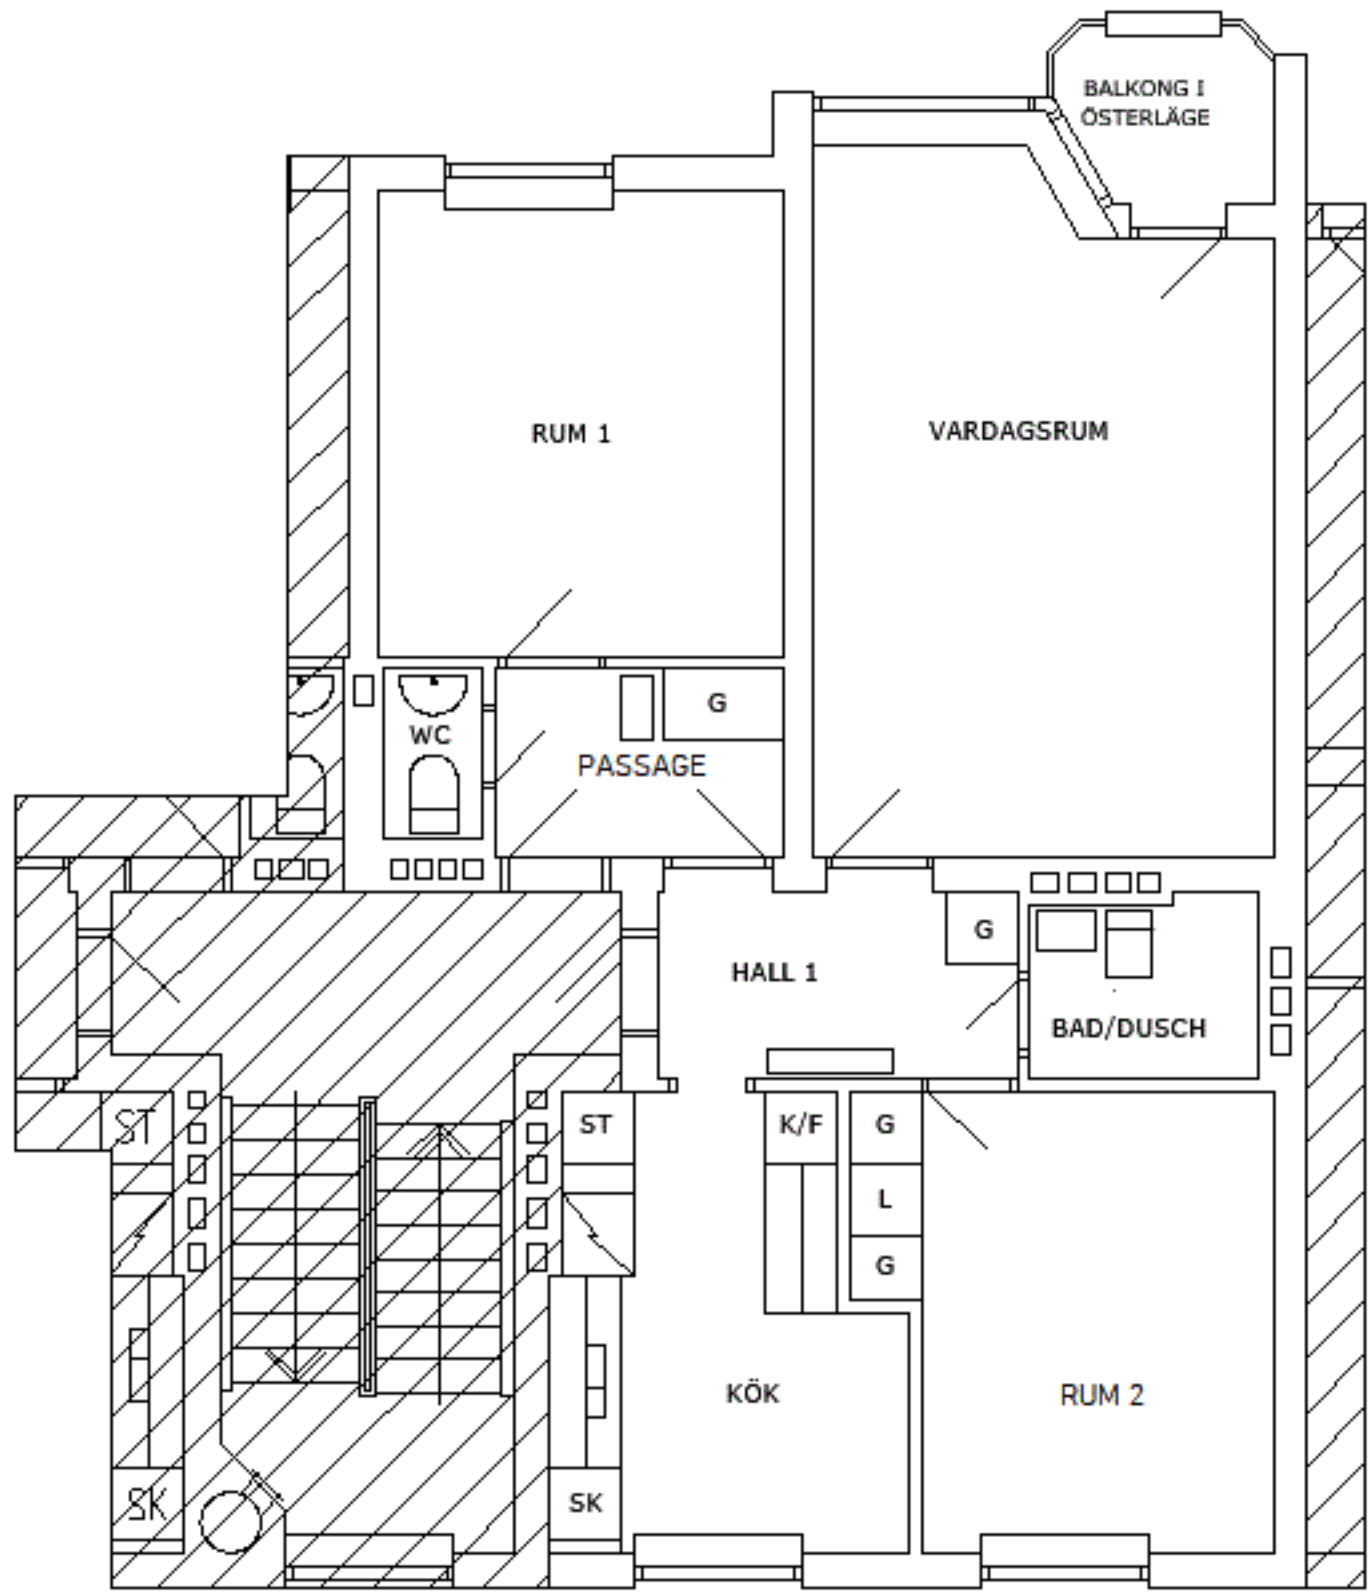 BALKONG I
ÖSTERLÄGE
RUM 1
VARDAGSRUM
G
WC
PASSAGE
G
HALL 1
BAD/DUSCH
ST
ST
K/F
G
L
G
KÖK
RUM 2
SK
SK